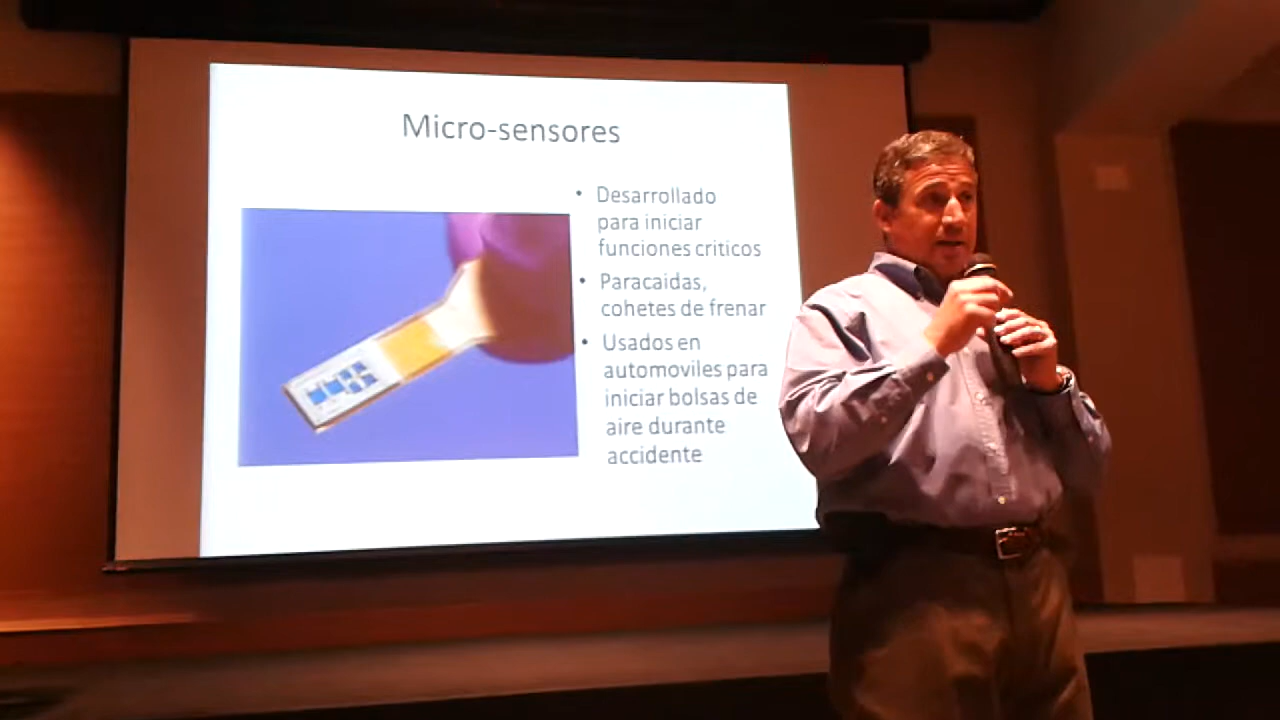 Micro-sensores
• Desarrollado
para iniciar
funciones criticos
• Paracaidas,
cohetes de frenar
• Usados en
automoviles para
iniciar bolsas de
aire durante
accidente